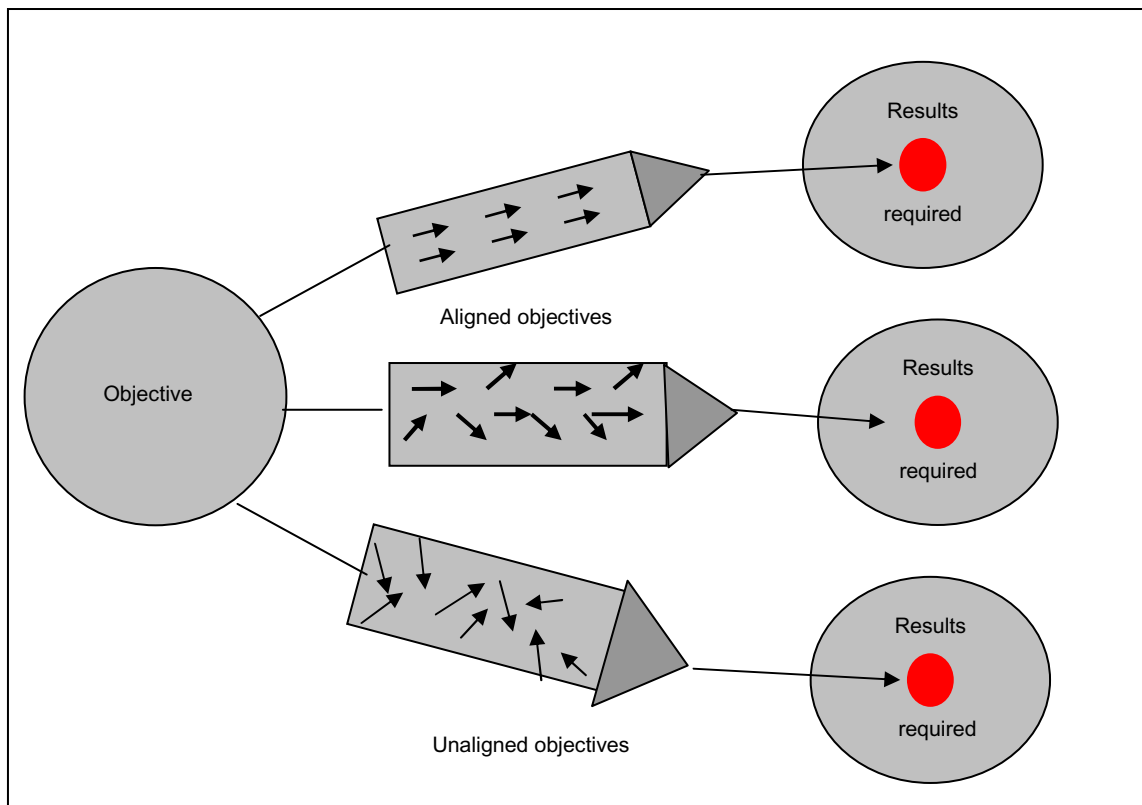 Results
required
Aligned objectives
Objective
Results
required
Results
required
Unaligned objectives